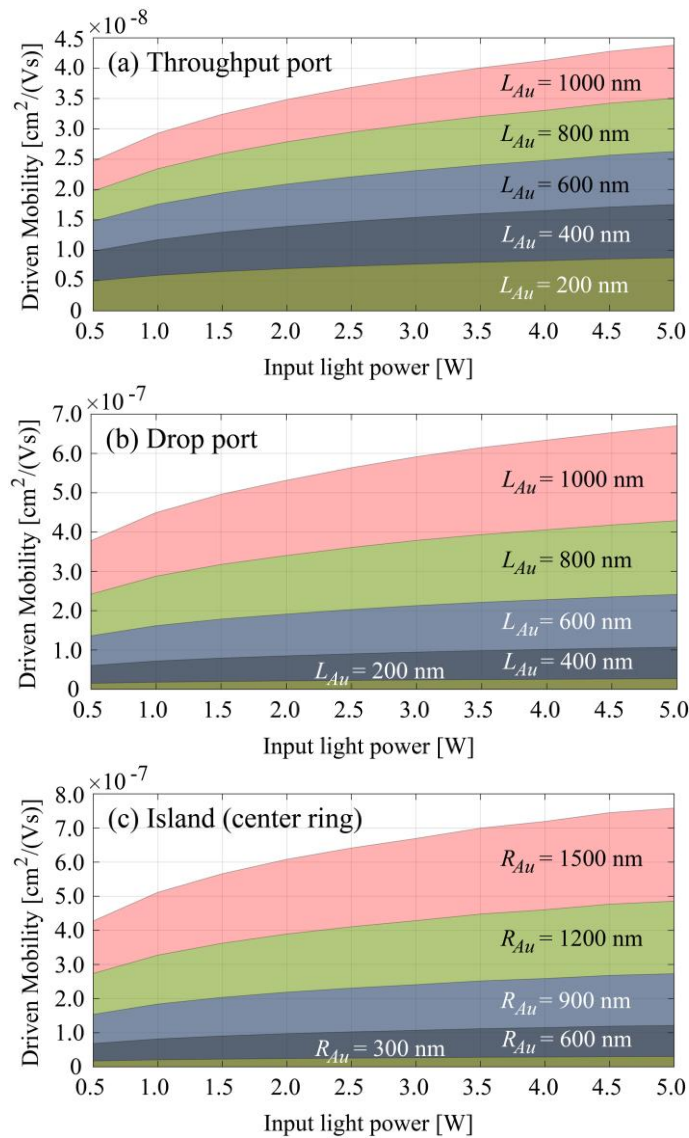 ×10 -8
4.5
(a) Throughput port
4.0
L_Au = 1000 nm
3.5
L_Au = 800 nm
3.0
2.5
L_Au = 600 nm
2.0
1.5
L_Au = 400 nm
1.0
0.5
L_Au = 200 nm
0
Driven Mobility [cm²/(Vs)]
0.5 1.0 1.5 2.0 2.5 3.0 3.5 4.0 4.5 5.0
Input light power [W]
×10 -7
7.0
(b) Drop port
6.0
L_Au = 1000 nm
5.0
4.0
L_Au = 800 nm
3.0
2.0
L_Au = 600 nm
1.0
L_Au = 200 nm L_Au = 400 nm
0
Driven Mobility [cm²/(Vs)]
0.5 1.0 1.5 2.0 2.5 3.0 3.5 4.0 4.5 5.0
Input light power [W]
×10 -7
8.0
(c) Island (center ring)
7.0
R_Au = 1500 nm
6.0
5.0
4.0
R_Au = 1200 nm
3.0
2.0
R_Au = 900 nm
1.0
R_Au = 300 nm R_Au = 600 nm
0
Driven Mobility [cm²/(Vs)]
0.5 1.0 1.5 2.0 2.5 3.0 3.5 4.0 4.5 5.0
Input light power [W]